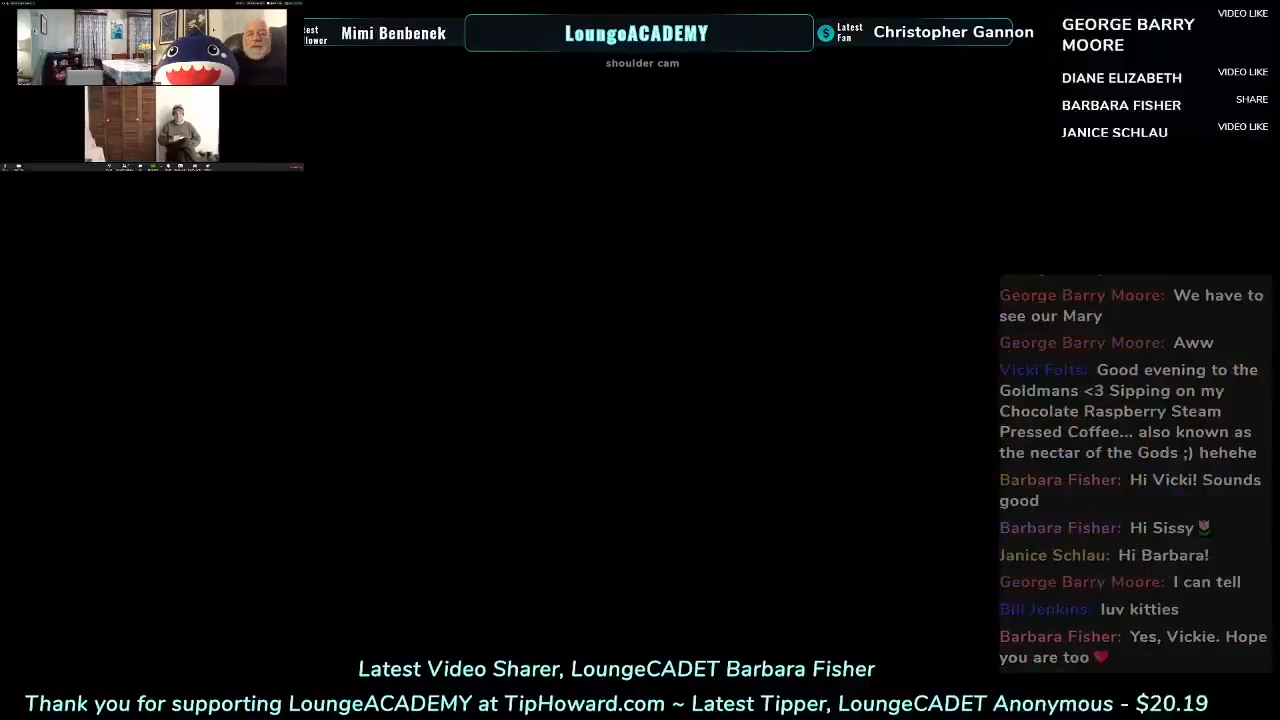 test
llower
Mimi Benbenek
LoungeACADEMY
shoulder cam
Latest
Fan
Christopher Gannon
GEORGE BARRY
MOORE
VIDEO LIKE
DIANE ELIZABETH
VIDEO LIKE
BARBARA FISHER
SHARE
JANICE SCHLAU
VIDEO LIKE
George Barry Moore: We have to
see our Mary
George Barry Moore: Aww
Vicki Folts: Good evening to the
Goldmans <3 Sipping on my
Chocolate Raspberry Steam
Pressed Coffee... also known as
the nectar of the Gods ;) hehehe
Barbara Fisher: Hi Vicki! Sounds
good
Barbara Fisher: Hi Sissy🌷
Janice Schlau: Hi Barbara!
George Barry Moore: I can tell
Bill Jenkins: luv kitties
Barbara Fisher: Yes, Vickie. Hope
you are too ❤
Latest Video Sharer, LoungeCADET Barbara Fisher
Thank you for supporting LoungeACADEMY at TipHoward.com ~ Latest Tipper, LoungeCADET Anonymous - $20.19